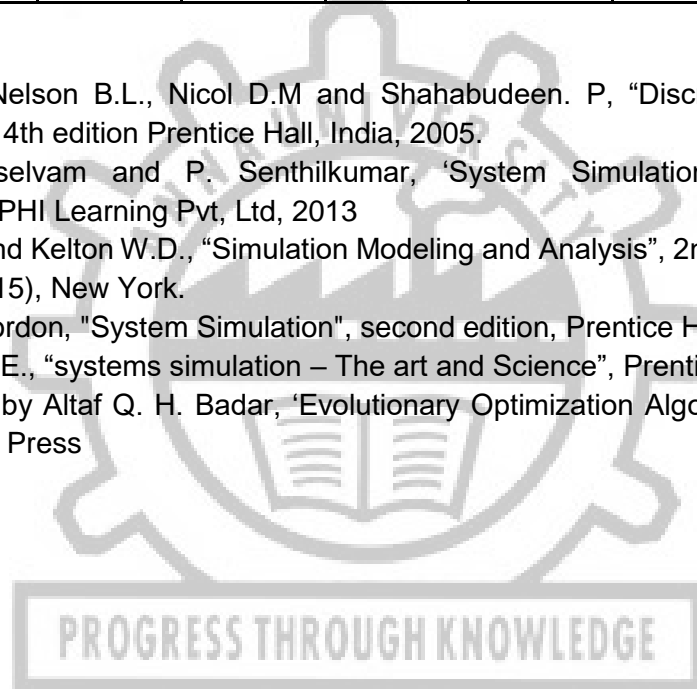 Nelson B.L., Nicol D.M and Shahabudeen. P, “Disc
4th edition Prentice Hall, India, 2005.
selvam and P. Senthilkumar, ‘System Simulation
PHI Learning Pvt, Ltd, 2013
nd Kelton W.D., “Simulation Modeling and Analysis”, 2n
15), New York.
ordon, "System Simulation", second edition, Prentice H
E., “systems simulation – The art and Science”, Prenti
by Altaf Q. H. Badar, ‘Evolutionary Optimization Algo
Press
ANNA UNIVERSITY
PROGRESS THROUGH KNOWLEDGE